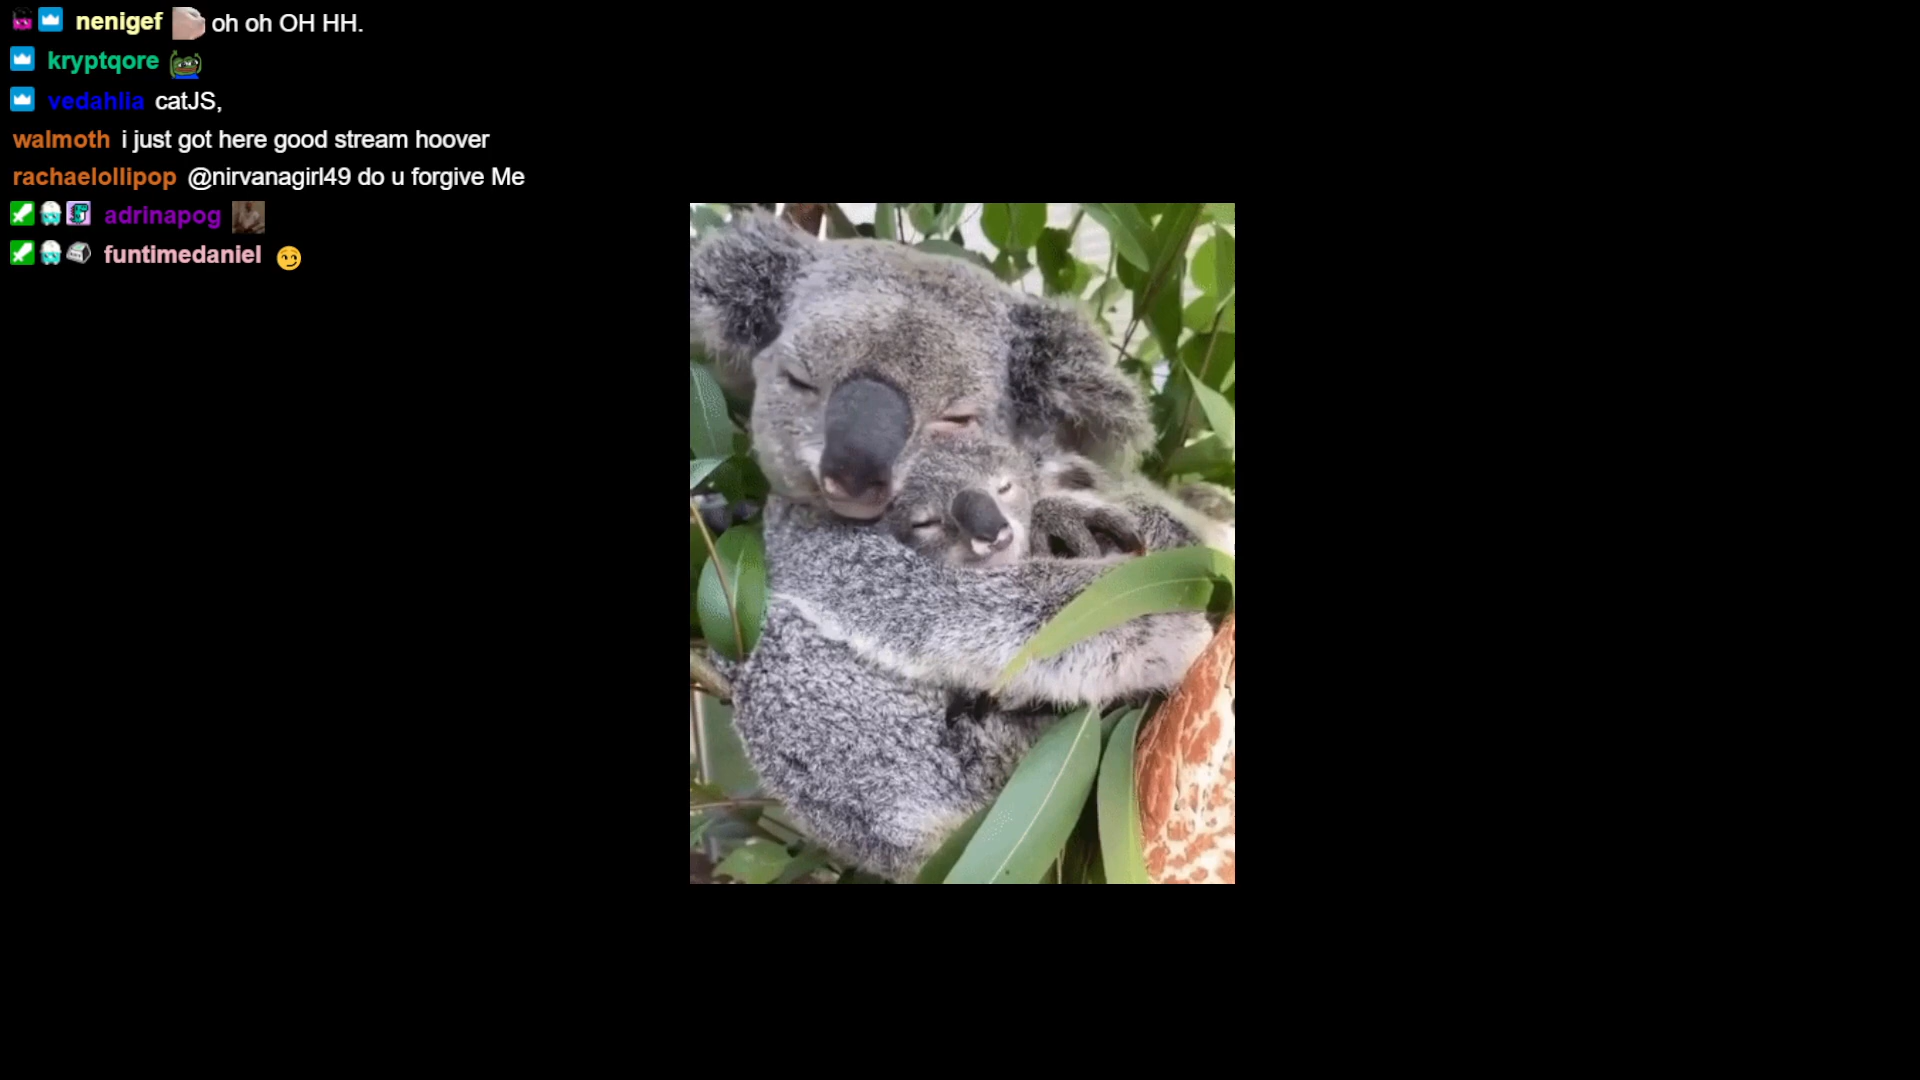 nenigef oh oh OH HH.
kryptqore
vedahlia catJS,
walmoth i just got here good stream hoover
rachaelollipop @nirvanagirl49 do u forgive Me
adrinapog
funtimedaniel 😏